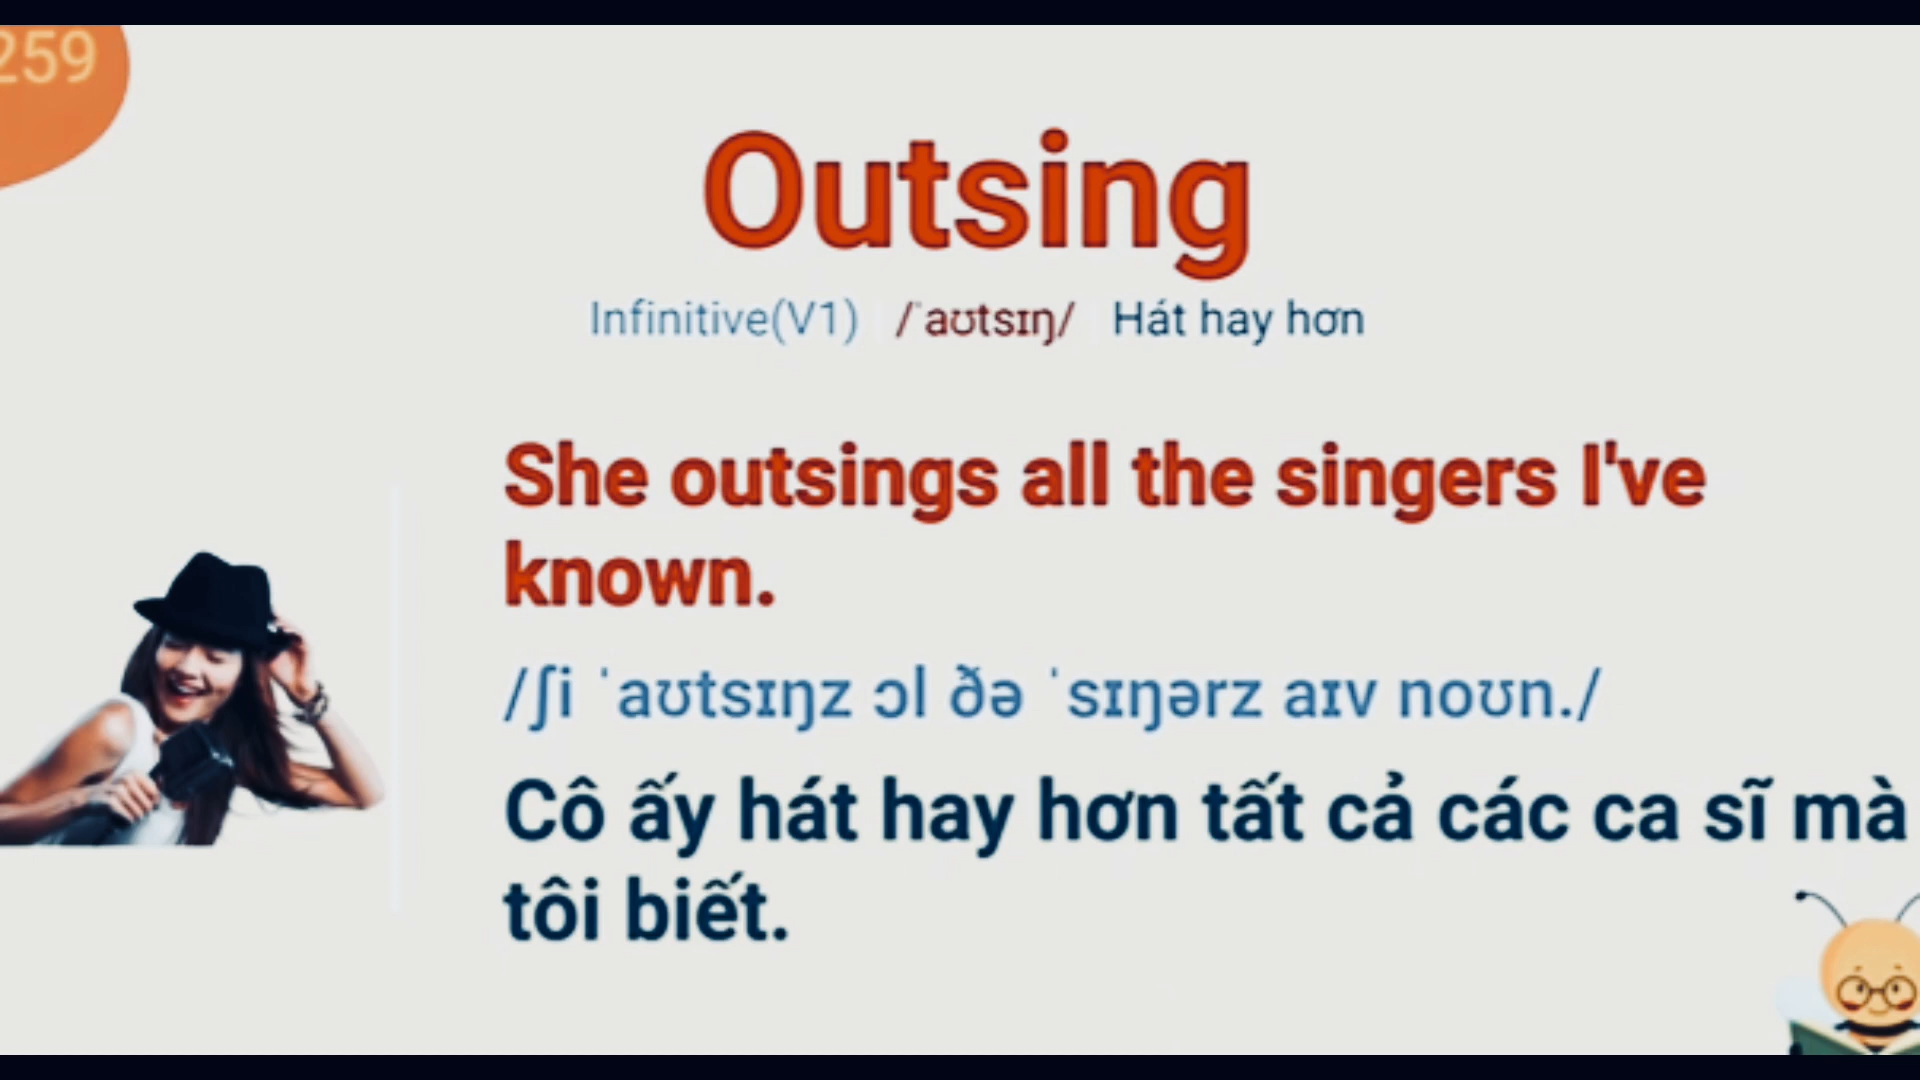 259
Outsing
Infinitive(V1) /ˈaʊtsɪŋ/ Hát hay hơn
She outsings all the singers I've
known.
/ʃi ˈaʊtsɪŋz ɔl ðə ˈsɪŋərz aɪv noʊn./
Cô ấy hát hay hơn tất cả các ca sĩ mà
tôi biết.